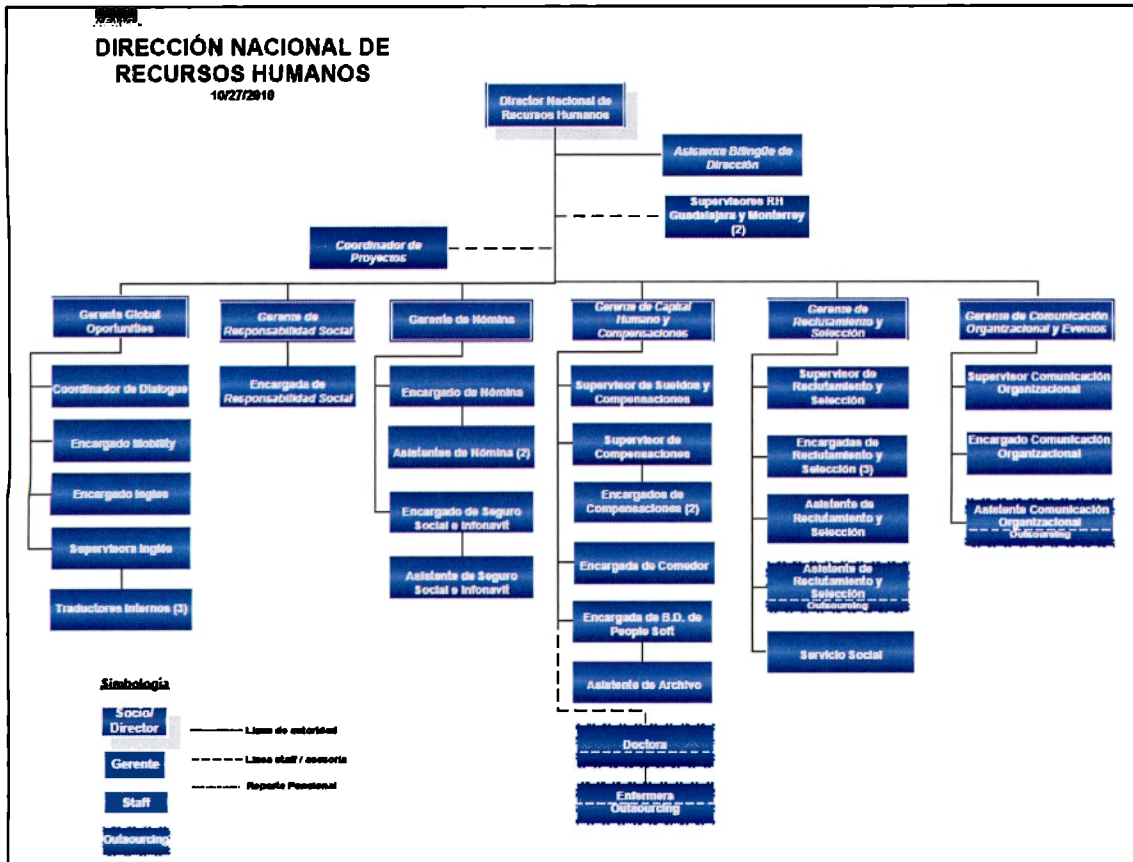 DIRECCIÓN NACIONAL DE
RECURSOS HUMANOS
10/27/2010
Director Nacional de
Recursos Humanos
Asistente Bilingüe de
Dirección
Supervisores RH
Guadalajara y Monterrey
(2)
Coordinador de
Proyectos
Gerente Global
Oportunities
Gerente de
Responsabilidad Social
Gerente de Nómina
Gerente de Capital
Humano y
Compensaciones
Gerente de
Reclutamiento y
Selección
Gerente de Comunicación
Organizacional y Eventos
Coordinador de Dialogue
Encargado Mobility
Encargado Ingles
Supervisora Inglés
Traductores Internos (3)
Encargada de
Responsabilidad Social
Encargado de Nómina
Asistentes de Nómina (2)
Encargado de Seguro
Social e Infonavit
Asistente de Seguro
Social e Infonavit
Supervisor de Sueldos y
Compensaciones
Supervisor de
Compensaciones
Encargados de
Compensaciones (2)
Encargada de Comedor
Encargada de B.D. de
People Soft
Asistente de Archivo
Doctora
Enfermera
Outsourcing
Supervisor de
Reclutamiento y
Selección
Encargadas de
Reclutamiento y
Selección (3)
Asistente de
Reclutamiento y
Selección
Asistente de
Reclutamiento y
Selección
Outsourcing
Servicio Social
Supervisor Comunicación
Organizacional
Encargado Comunicación
Organizacional
Asistente Comunicación
Organizacional
Outsourcing
Simbología
Socio/
Director
Gerente
Staff
Outsourcing
Linea de autoridad
Linea staff / asesoria
Reporte Funcional